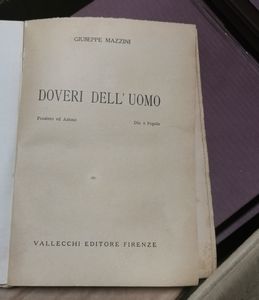 GIUSEPPE MAZZINI
DOVERI DELL'UOMO
Pensiero ed Azione Dio e Popolo
VALLECCHI EDITORE FIRENZE